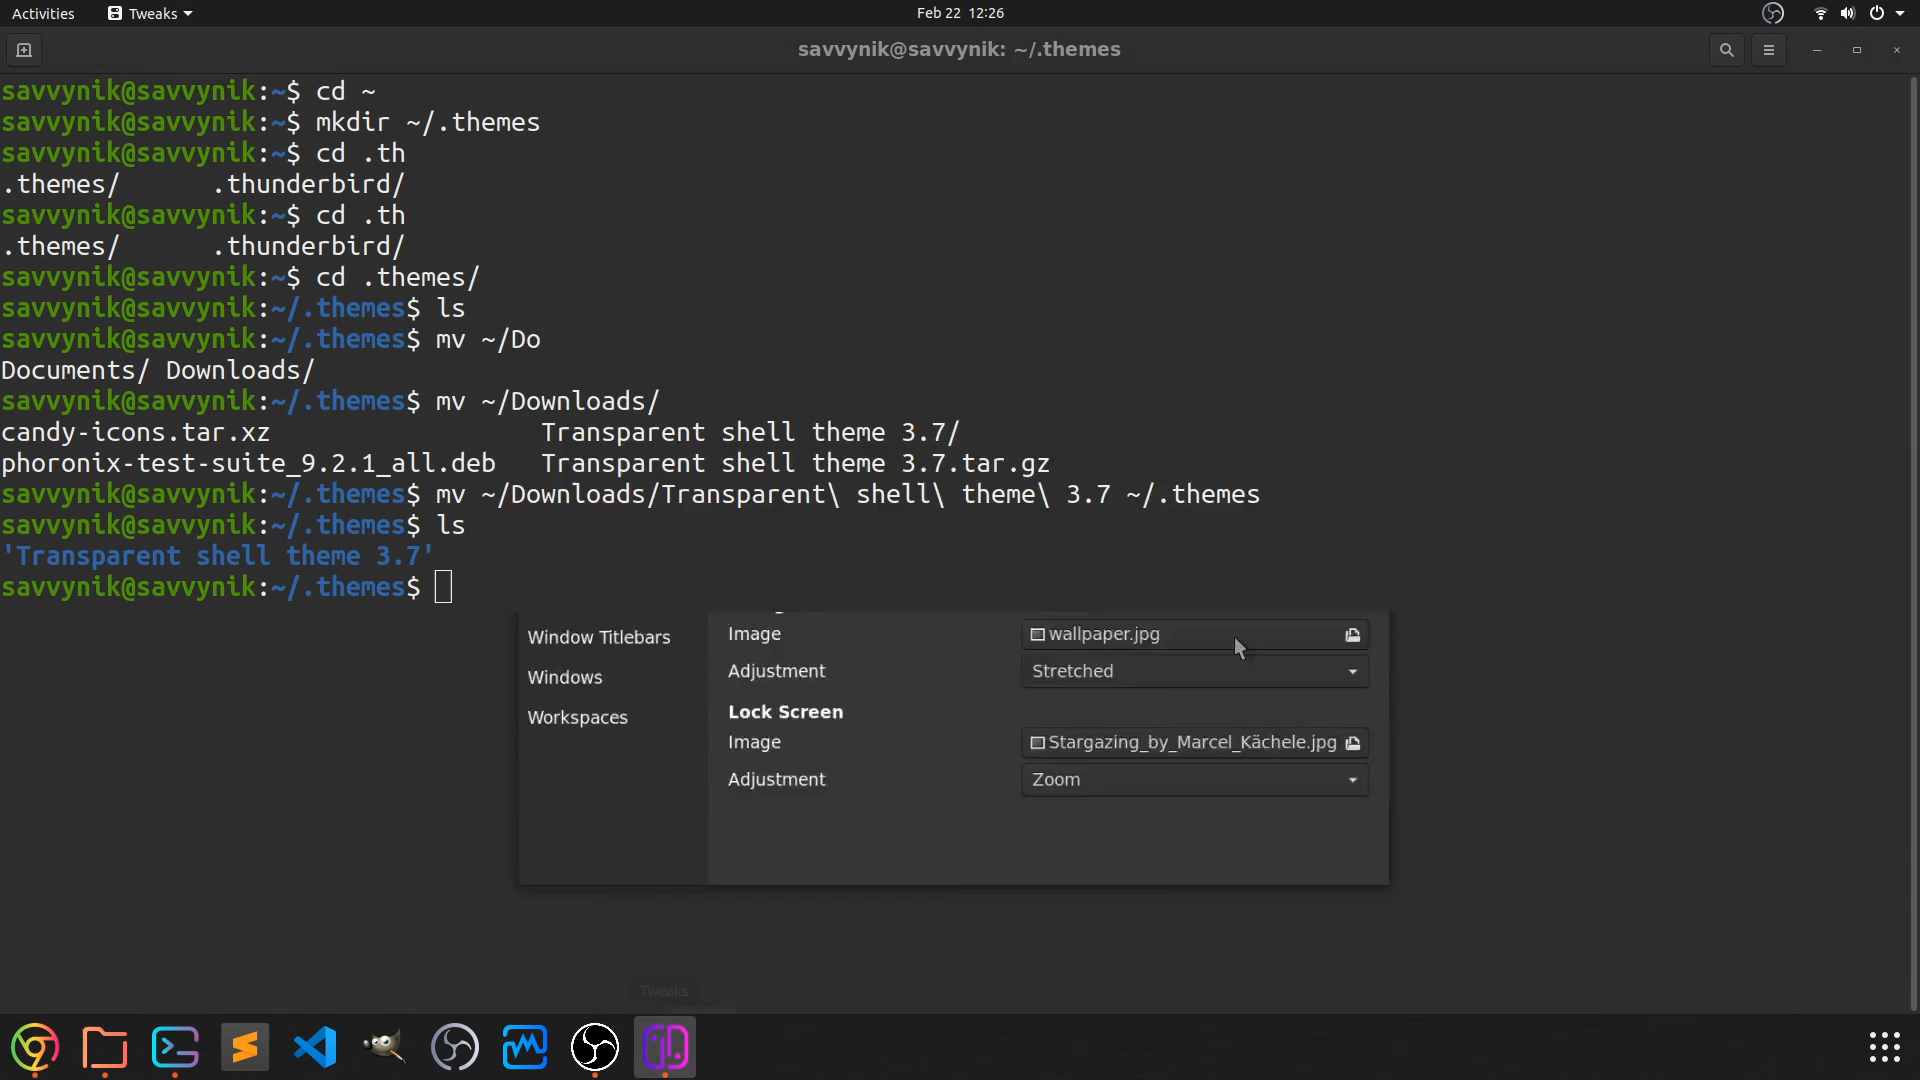 Activities Tweaks Feb 22 12:26
savvynik@savvynik: ~/.themes
savvynik@savvynik:~$ cd ~
savvynik@savvynik:~$ mkdir ~/.themes
savvynik@savvynik:~$ cd .th
.themes/ .thunderbird/
savvynik@savvynik:~$ cd .th
.themes/ .thunderbird/
savvynik@savvynik:~$ cd .themes/
savvynik@savvynik:~/.themes$ ls
savvynik@savvynik:~/.themes$ mv ~/Do
Documents/ Downloads/
savvynik@savvynik:~/.themes$ mv ~/Downloads/
candy-icons.tar.xz Transparent shell theme 3.7/
phoronix-test-suite_9.2.1_all.deb Transparent shell theme 3.7.tar.gz
savvynik@savvynik:~/.themes$ mv ~/Downloads/Transparent\ shell\ theme\ 3.7 ~/.themes
savvynik@savvynik:~/.themes$ ls
'Transparent shell theme 3.7'
savvynik@savvynik:~/.themes$
Window Titlebars Image wallpaper.jpg
Windows Adjustment Stretched
Workspaces Lock Screen
Image Stargazing_by_Marcel_Kächele.jpg
Adjustment Zoom
Tweaks